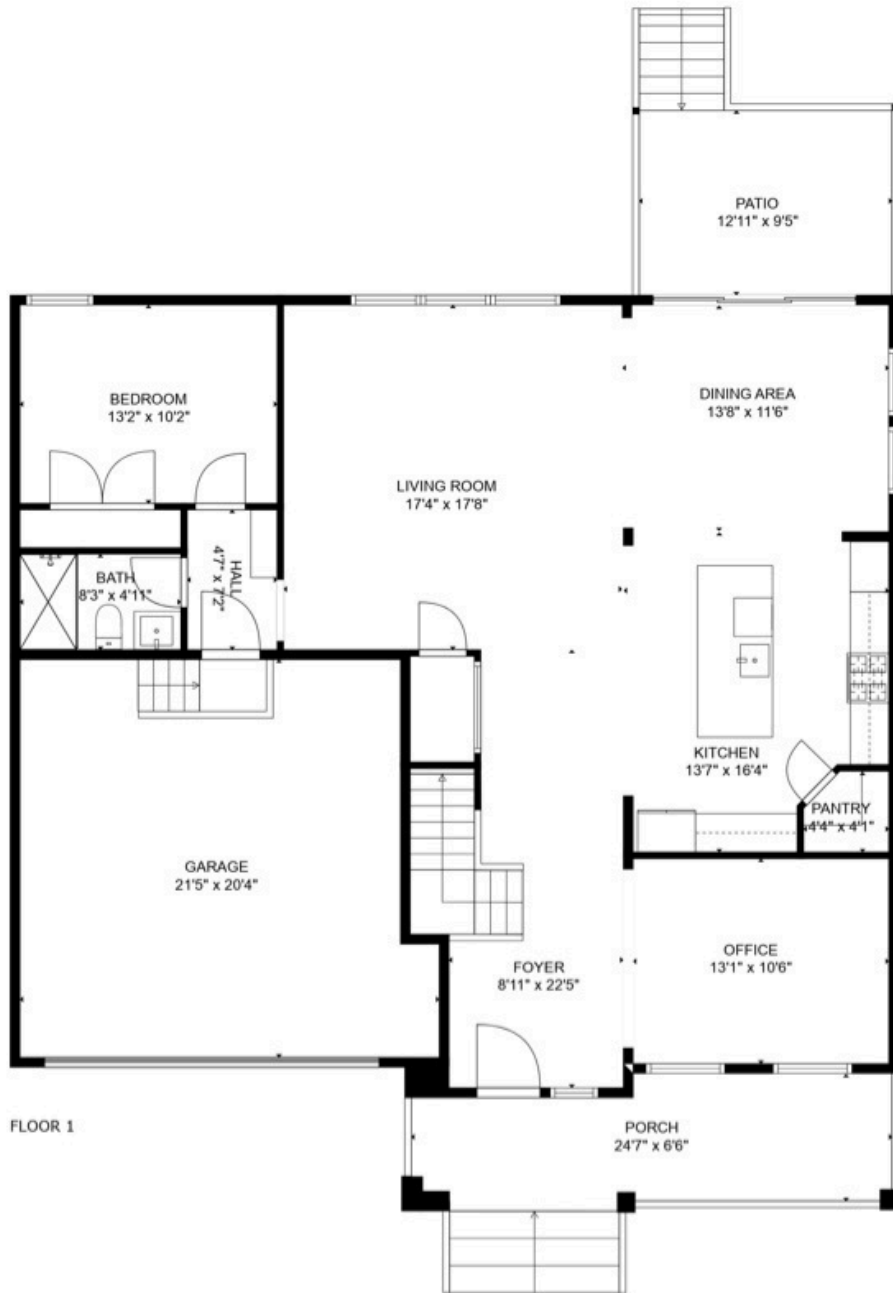 PATIO
12'11" x 9'5"
BEDROOM
13'2" x 10'2"
DINING AREA
13'8" x 11'6"
LIVING ROOM
17'4" x 17'8"
HALL
4'7" x 7'2"
BATH
8'3" x 4'11"
KITCHEN
13'7" x 16'4"
PANTRY
4'4" x 4'1"
GARAGE
21'5" x 20'4"
OFFICE
13'1" x 10'6"
FOYER
8'11" x 22'5"
FLOOR 1
PORCH
24'7" x 6'6"